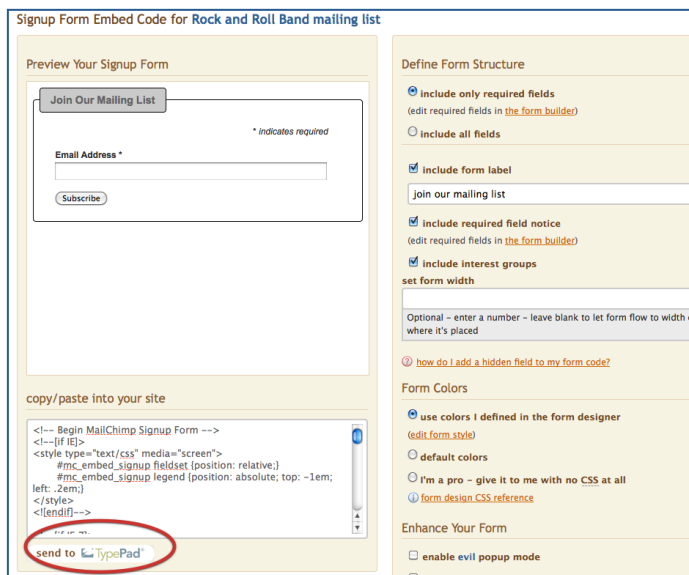 Signup Form Embed Code for Rock and Roll Band mailing list
Preview Your Signup Form
Join Our Mailing List
* indicates required
Email Address *
Subscribe
copy/paste into your site
<!-- Begin MailChimp Signup Form -->
<!--[if IE]>
<style type="text/css" media="screen">
#mc_embed_signup fieldset {position: relative;}
#mc_embed_signup legend {position: absolute; top: -1em;
left: .2em;}
</style>
<![endif]-->
send to TypePad
Define Form Structure
include only required fields
(edit required fields in the form builder)
include all fields
include form label
join our mailing list
include required field notice
(edit required fields in the form builder)
include interest groups
set form width
Optional – enter a number – leave blank to let form flow to width
where it's placed
how do I add a hidden field to my form code?
Form Colors
use colors I defined in the form designer
(edit form style)
default colors
I'm a pro – give it to me with no CSS at all
form design CSS reference
Enhance Your Form
enable evil popup mode